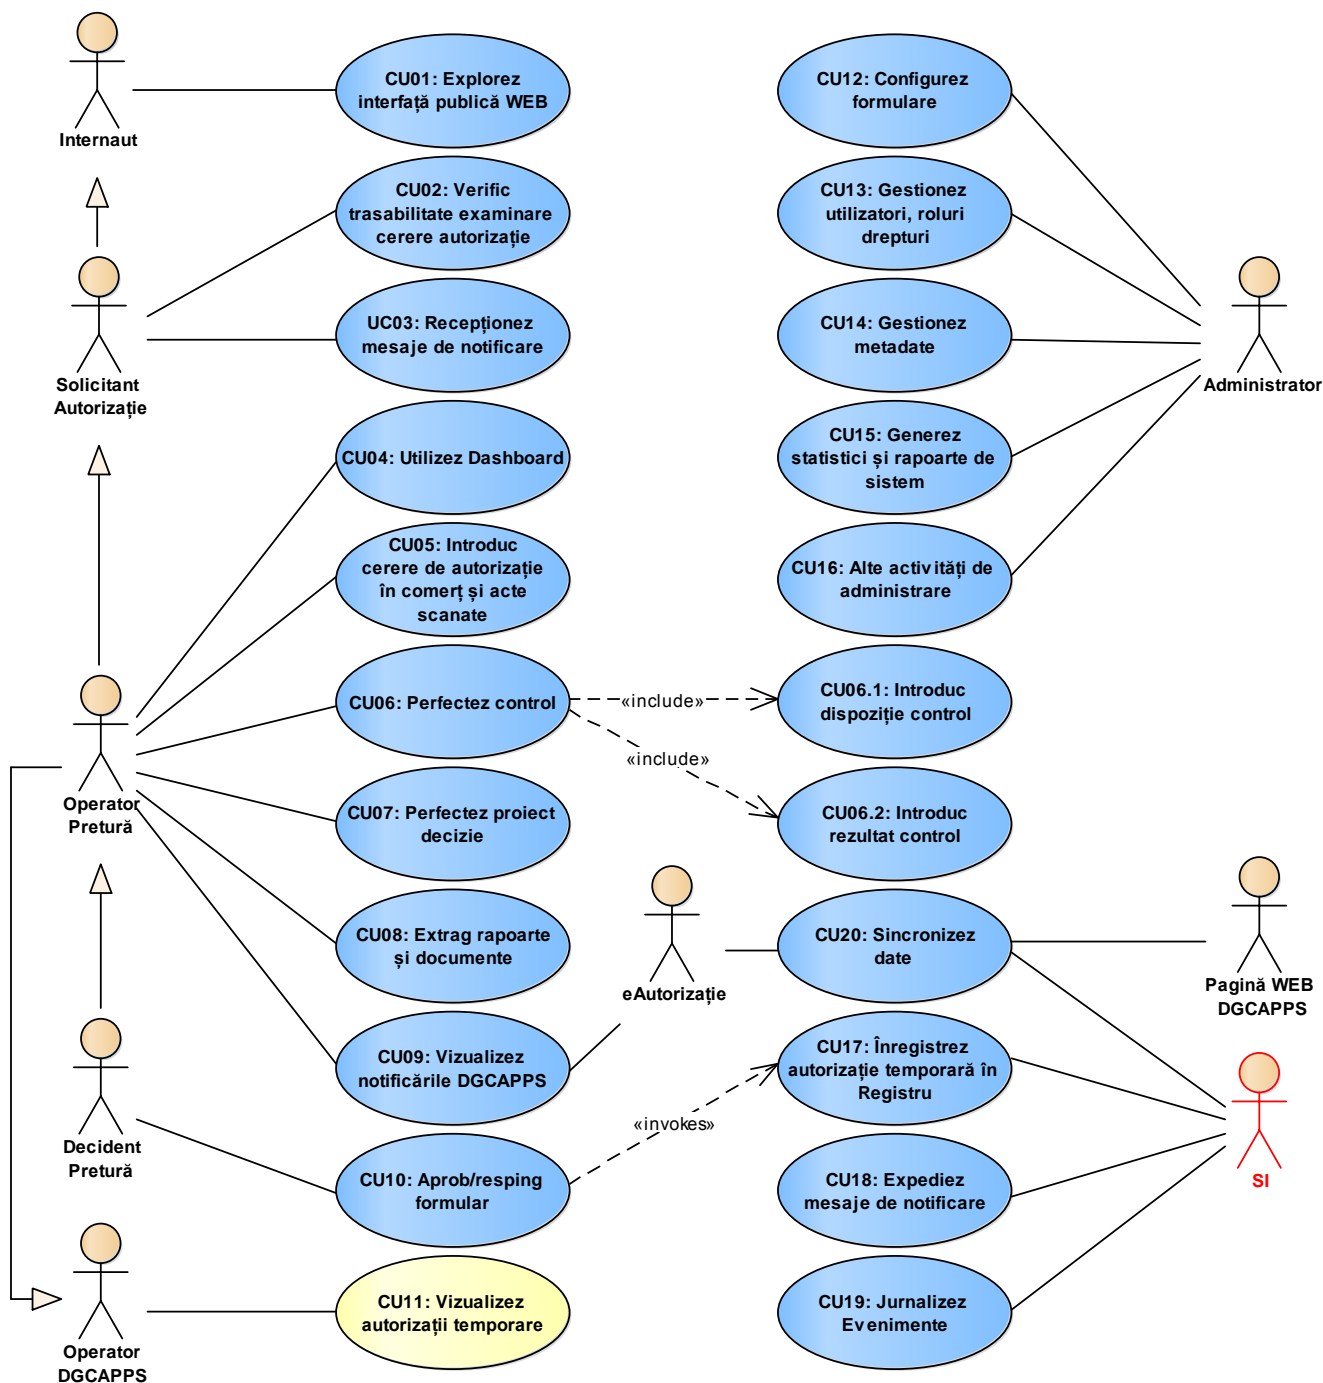 Internaut
CU01: Explorez
interfață publică WEB
CU12: Configurez
formulare
CU02: Verific
trasabilitate examinare
cerere autorizație
CU13: Gestionez
utilizatori, roluri
drepturi
Solicitant
Autorizație
UC03: Recepționez
mesaje de notificare
CU14: Gestionez
metadate
Administrator
CU04: Utilizez Dashboard
CU15: Generez
statistici și rapoarte de
sistem
CU05: Introduc
cerere de autorizație
în comerț și acte
scanate
CU16: Alte activități de
administrare
CU06: Perfectez control
«include»
«include»
CU06.1: Introduc
dispoziție control
Operator
Pretură
CU07: Perfectez proiect
decizie
CU06.2: Introduc
rezultat control
CU08: Extrag rapoarte
și documente
eAutorizație
CU20: Sincronizez
date
Pagină WEB
DGCAPPS
CU09: Vizualizez
notificările DGCAPPS
CU17: Înregistrez
autorizație temporară în
Registru
Decident
Pretură
«invokes»
CU10: Aprob/resping
formular
CU18: Expediez
mesaje de notificare
SI
CU11: Vizualizez
autorizații temporare
CU19: Jurnalizez
Evenimente
Operator
DGCAPPS